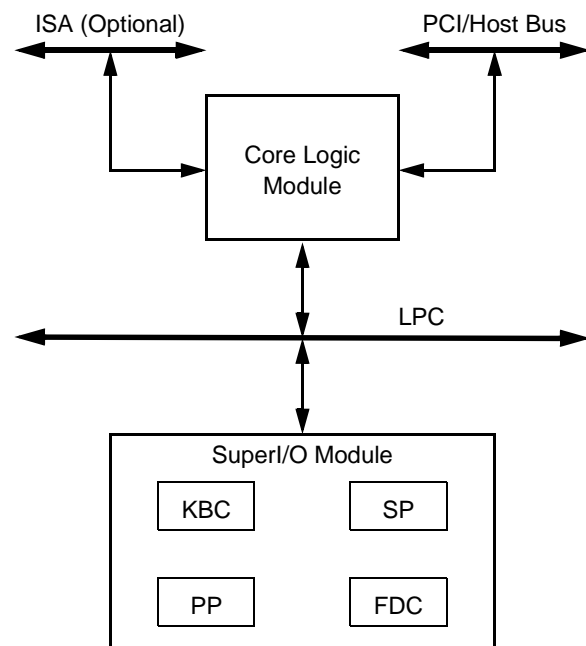 ISA (Optional)
PCI/Host Bus
Core Logic
Module
LPC
SuperI/O Module
KBC
SP
PP
FDC